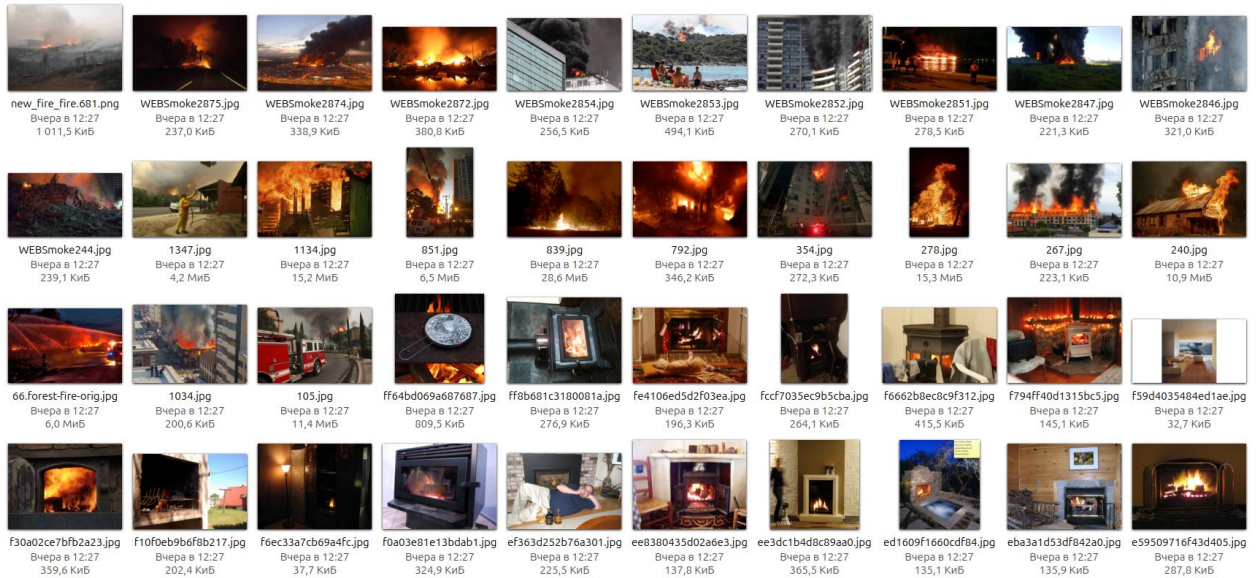 new_fire_fire.681.png WEBSmoke2875.jpg WEBSmoke2874.jpg WEBSmoke2872.jpg WEBSmoke2854.jpg WEBSmoke2853.jpg WEBSmoke2852.jpg WEBSmoke2851.jpg WEBSmoke2847.jpg WEBSmoke2846.jpg
Вчера в 12:27 Вчера в 12:27 Вчера в 12:27 Вчера в 12:27 Вчера в 12:27 Вчера в 12:27 Вчера в 12:27 Вчера в 12:27 Вчера в 12:27 Вчера в 12:27
1 011,5 КиБ 237,0 КиБ 338,9 КиБ 380,8 КиБ 256,5 КиБ 494,1 КиБ 270,1 КиБ 278,5 КиБ 221,3 КиБ 321,0 КиБ
WEBSmoke244.jpg 1347.jpg 1134.jpg 851.jpg 839.jpg 792.jpg 354.jpg 278.jpg 267.jpg 240.jpg
Вчера в 12:27 Вчера в 12:27 Вчера в 12:27 Вчера в 12:27 Вчера в 12:27 Вчера в 12:27 Вчера в 12:27 Вчера в 12:27 Вчера в 12:27 Вчера в 12:27
239,1 КиБ 4,2 МиБ 15,2 МиБ 6,5 МиБ 28,6 МиБ 346,2 КиБ 272,3 КиБ 15,3 МиБ 223,1 КиБ 10,9 МиБ
66.forest-fire-orig.jpg 1034.jpg 105.jpg ff64bd069a687687.jpg ff8b681c3180081a.jpg fe4106ed5d2f03ea.jpg fccf7035ec9b5cba.jpg f6662b8ec8c9f312.jpg f794ff40d1315bc5.jpg f59d4035484ed1ae.jpg
Вчера в 12:27 Вчера в 12:27 Вчера в 12:27 Вчера в 12:27 Вчера в 12:27 Вчера в 12:27 Вчера в 12:27 Вчера в 12:27 Вчера в 12:27 Вчера в 12:27
6,0 МиБ 200,6 КиБ 11,4 МиБ 809,5 КиБ 276,9 КиБ 196,3 КиБ 264,1 КиБ 415,5 КиБ 145,1 КиБ 32,7 КиБ
f30a02ce7bfb2a23.jpg f10f0eb9b6f8b217.jpg f6ec33a7cb69a4fc.jpg f0a03e81e13bdab1.jpg ef363d252b76a301.jpg ee8380435d02a6e3.jpg ee3dc1b4d8c89aa0.jpg ed1609f1660cdf84.jpg eba3a1d53df842a0.jpg e59509716f43d405.jpg
Вчера в 12:27 Вчера в 12:27 Вчера в 12:27 Вчера в 12:27 Вчера в 12:27 Вчера в 12:27 Вчера в 12:27 Вчера в 12:27 Вчера в 12:27 Вчера в 12:27
359,6 КиБ 202,4 КиБ 37,7 КиБ 324,9 КиБ 225,5 КиБ 137,8 КиБ 365,5 КиБ 135,1 КиБ 135,9 КиБ 287,8 КиБ